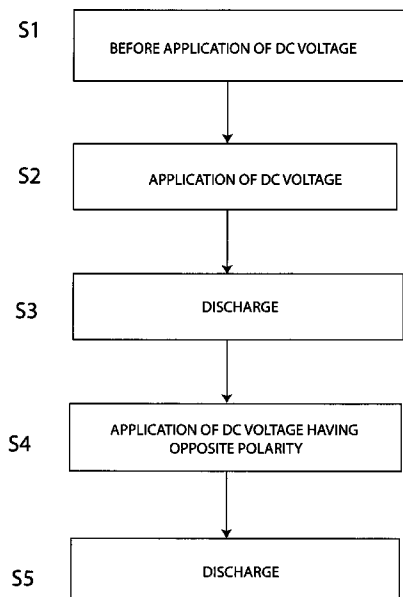 S1
BEFORE APPLICATION OF DC VOLTAGE
S2
APPLICATION OF DC VOLTAGE
S3
DISCHARGE
S4
APPLICATION OF DC VOLTAGE HAVING
OPPOSITE POLARITY
S5
DISCHARGE